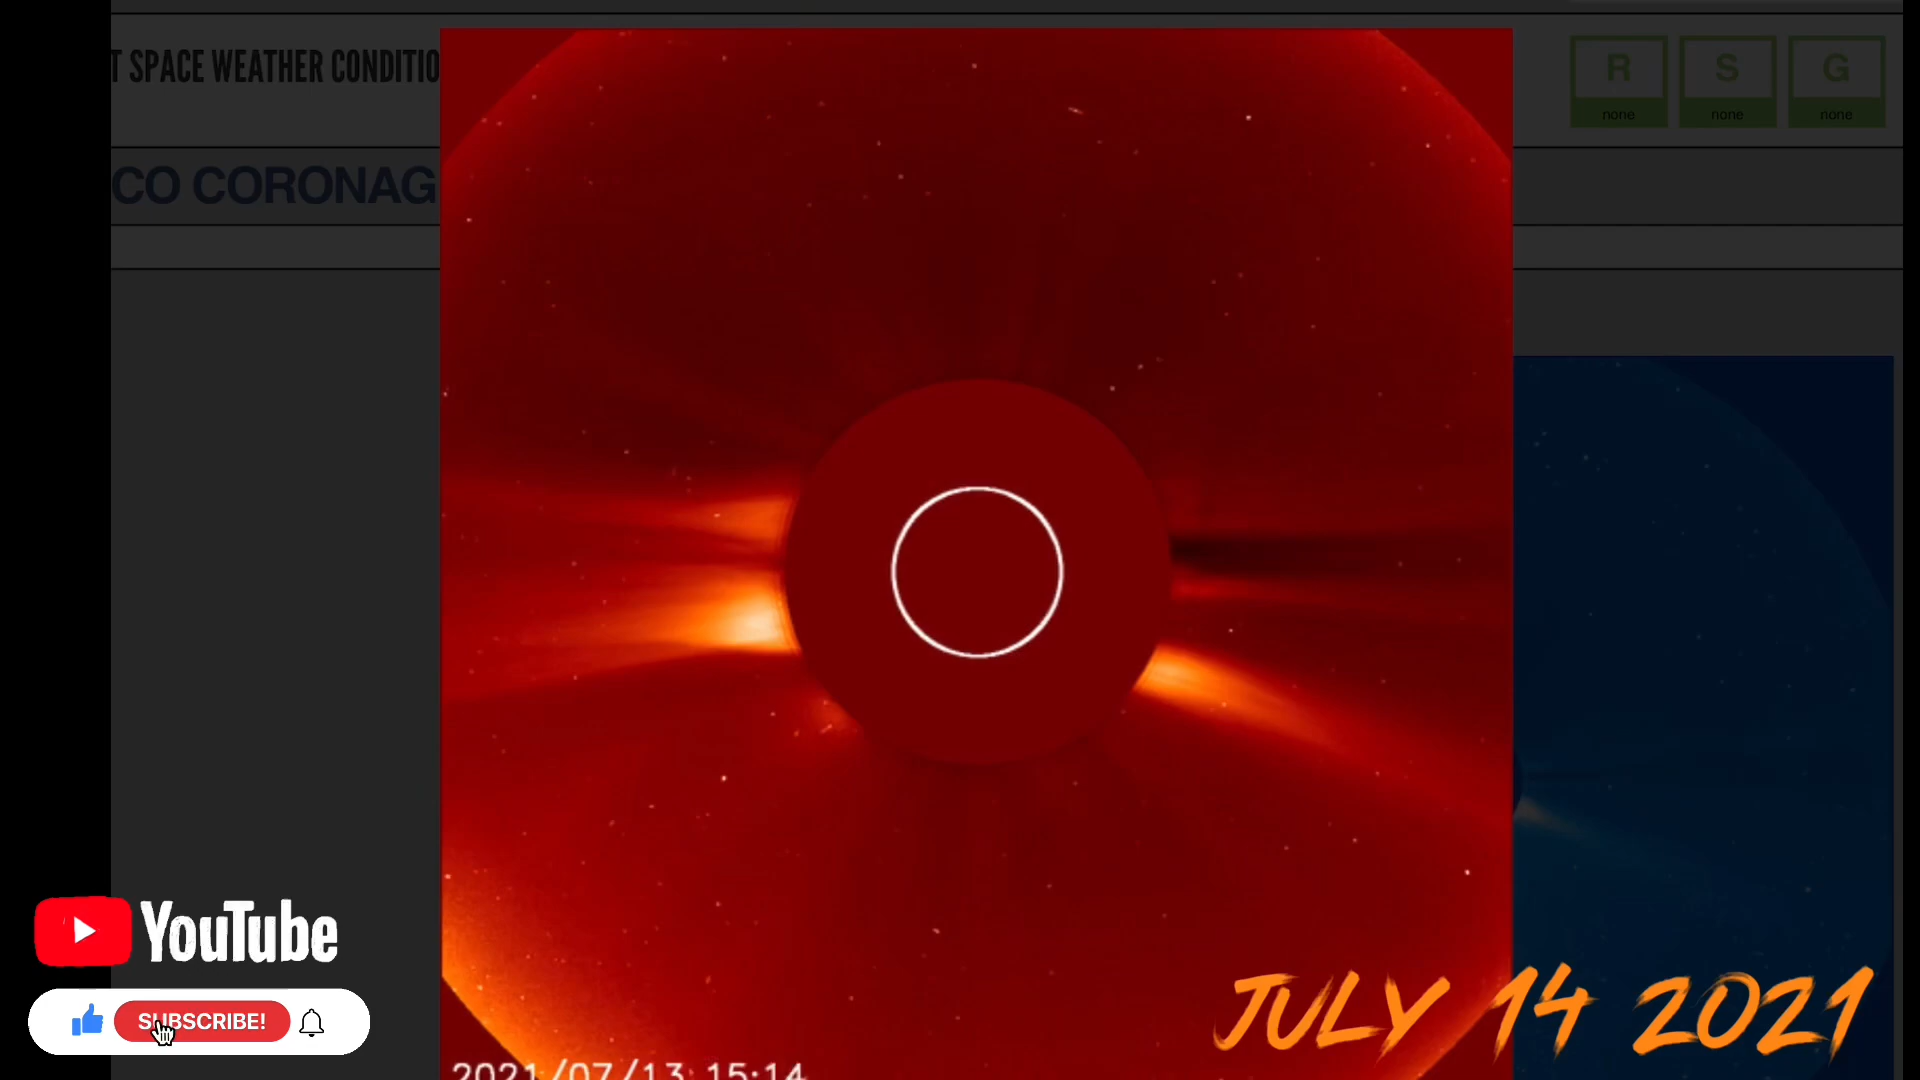 T SPACE WEATHER CONDITIO
R S G
none none none
CO CORONAG
YouTube
SUBSCRIBE!
JULY 14 2021
2021/07/13 15:14